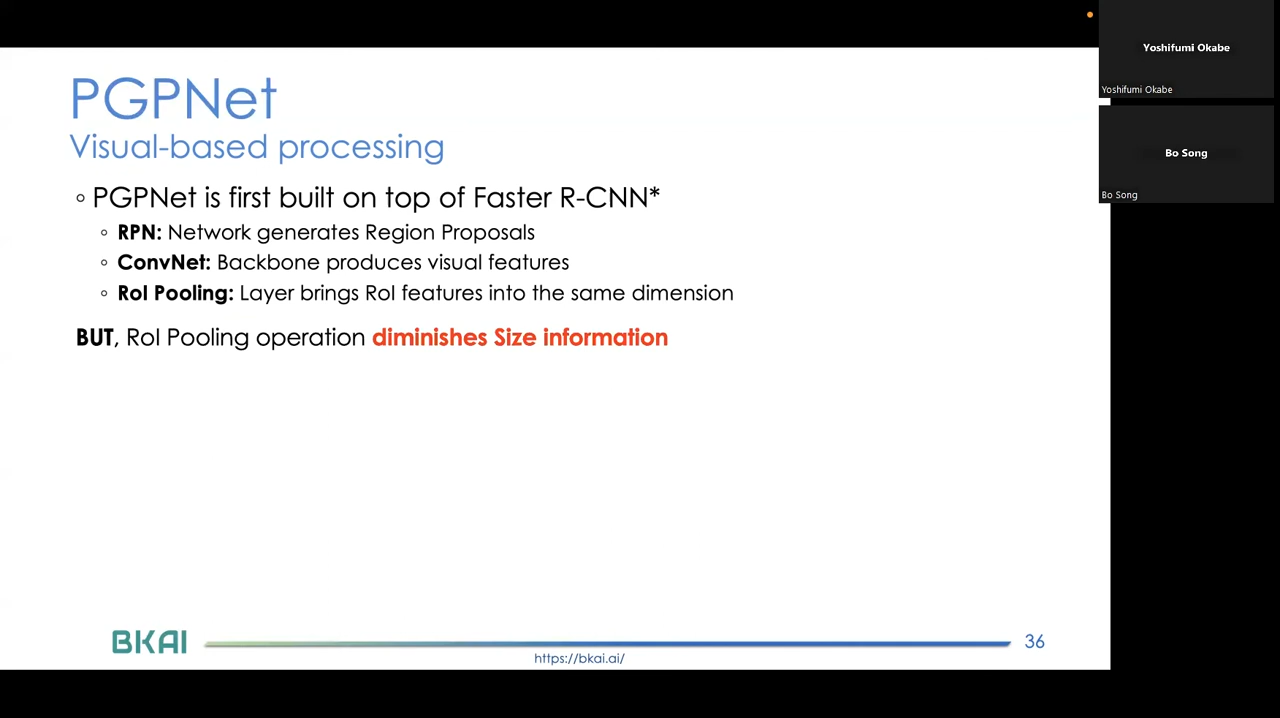 PGPNet
Visual-based processing
PGPNet is first built on top of Faster R-CNN*
RPN: Network generates Region Proposals
ConvNet: Backbone produces visual features
RoI Pooling: Layer brings RoI features into the same dimension
BUT, RoI Pooling operation diminishes Size information
BKAI
https://bkai.ai/
36
Yoshifumi Okabe
Yoshifumi Okabe
Bo Song
Bo Song